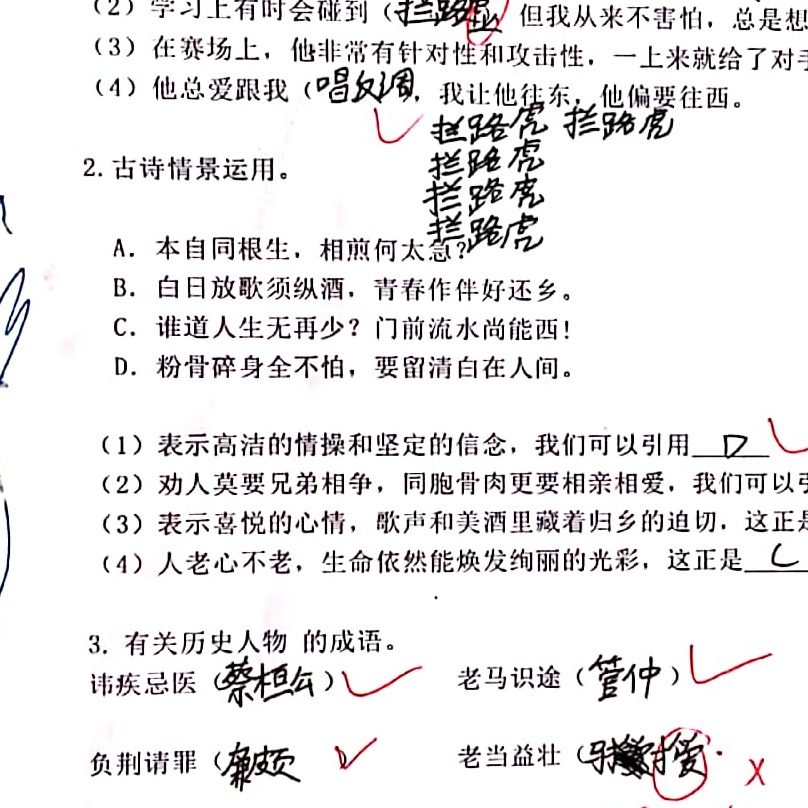 (2) 学习上有时会碰到(拦路虎 但我从来不害怕，总是想
(3) 在赛场上，他非常有针对性和攻击性，一上来就给了对手
(4) 他总爱跟我(唱反调，我让他往东，他偏要往西。
拦路虎 拦路虎
拦路虎
拦路虎
拦路虎
2. 古诗情景运用。
A. 本自同根生，相煎何太急？
B. 白日放歌须纵酒，青春作伴好还乡。
C. 谁道人生无再少？门前流水尚能西！
D. 粉骨碎身全不怕，要留清白在人间。
(1) 表示高洁的情操和坚定的信念，我们可以引用 D
(2) 劝人莫要兄弟相争，同胞骨肉更要相亲相爱，我们可以引
(3) 表示喜悦的心情，歌声和美酒里藏着归乡的迫切，这正是
(4) 人老心不老，生命依然能焕发绚丽的光彩，这正是 C
3. 有关历史人物 的成语。
讳疾忌医 (蔡桓公) 老马识途 (管仲)
负荆请罪 (廉颇 老当益壮 (